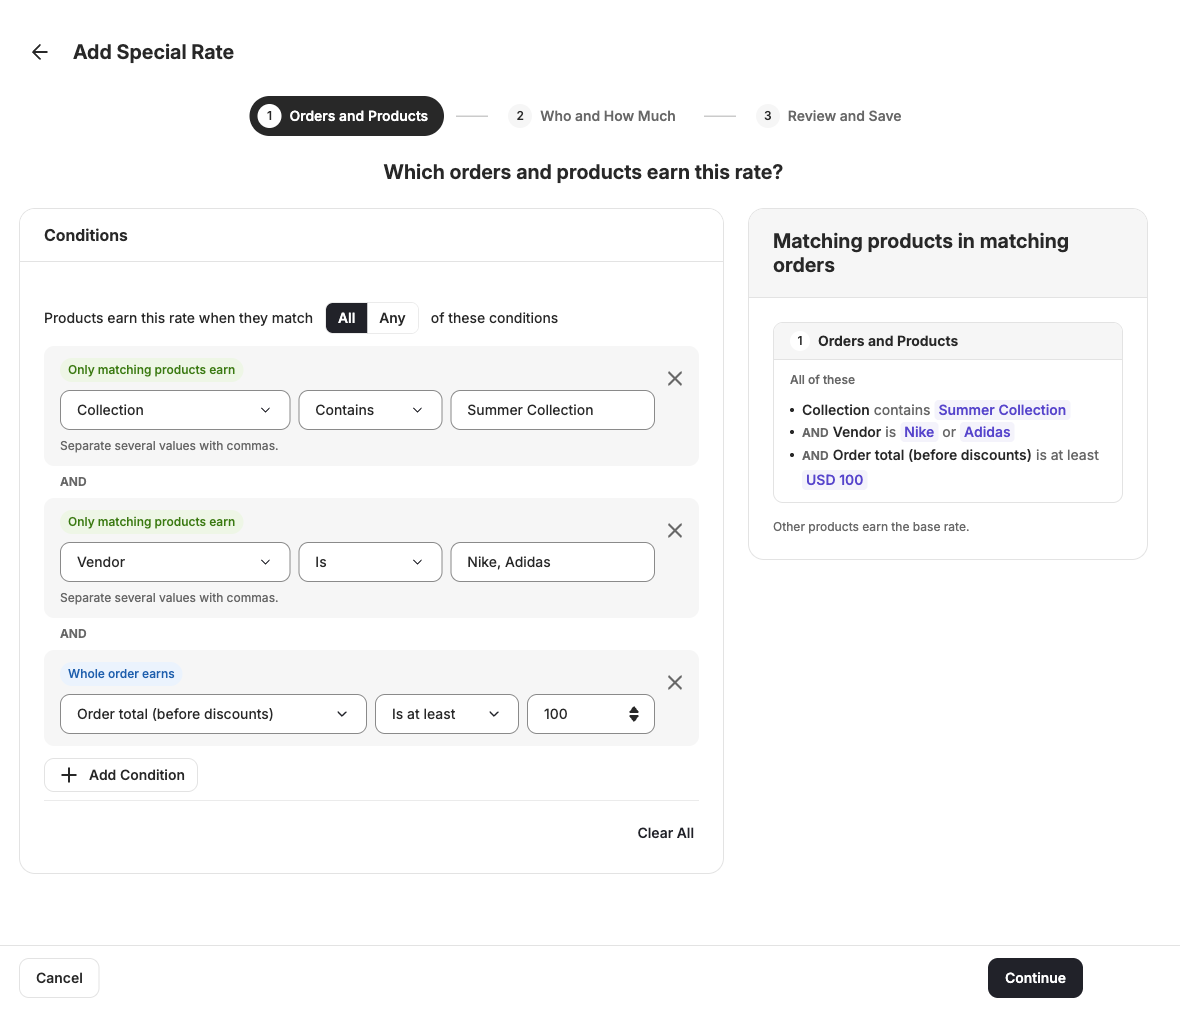 Add Special Rate
1 Orders and Products
2 Who and How Much
3 Review and Save
Which orders and products earn this rate?
Conditions
Products earn this rate when they match All Any of these conditions
Only matching products earn
Collection Contains Summer Collection
Separate several values with commas.
AND
Only matching products earn
Vendor Is Nike, Adidas
Separate several values with commas.
AND
Whole order earns
Order total (before discounts) Is at least 100
Add Condition
Clear All
Matching products in matching
orders
1 Orders and Products
All of these
• Collection contains Summer Collection
• AND Vendor is Nike or Adidas
• AND Order total (before discounts) is at least
USD 100
Other products earn the base rate.
Cancel
Continue